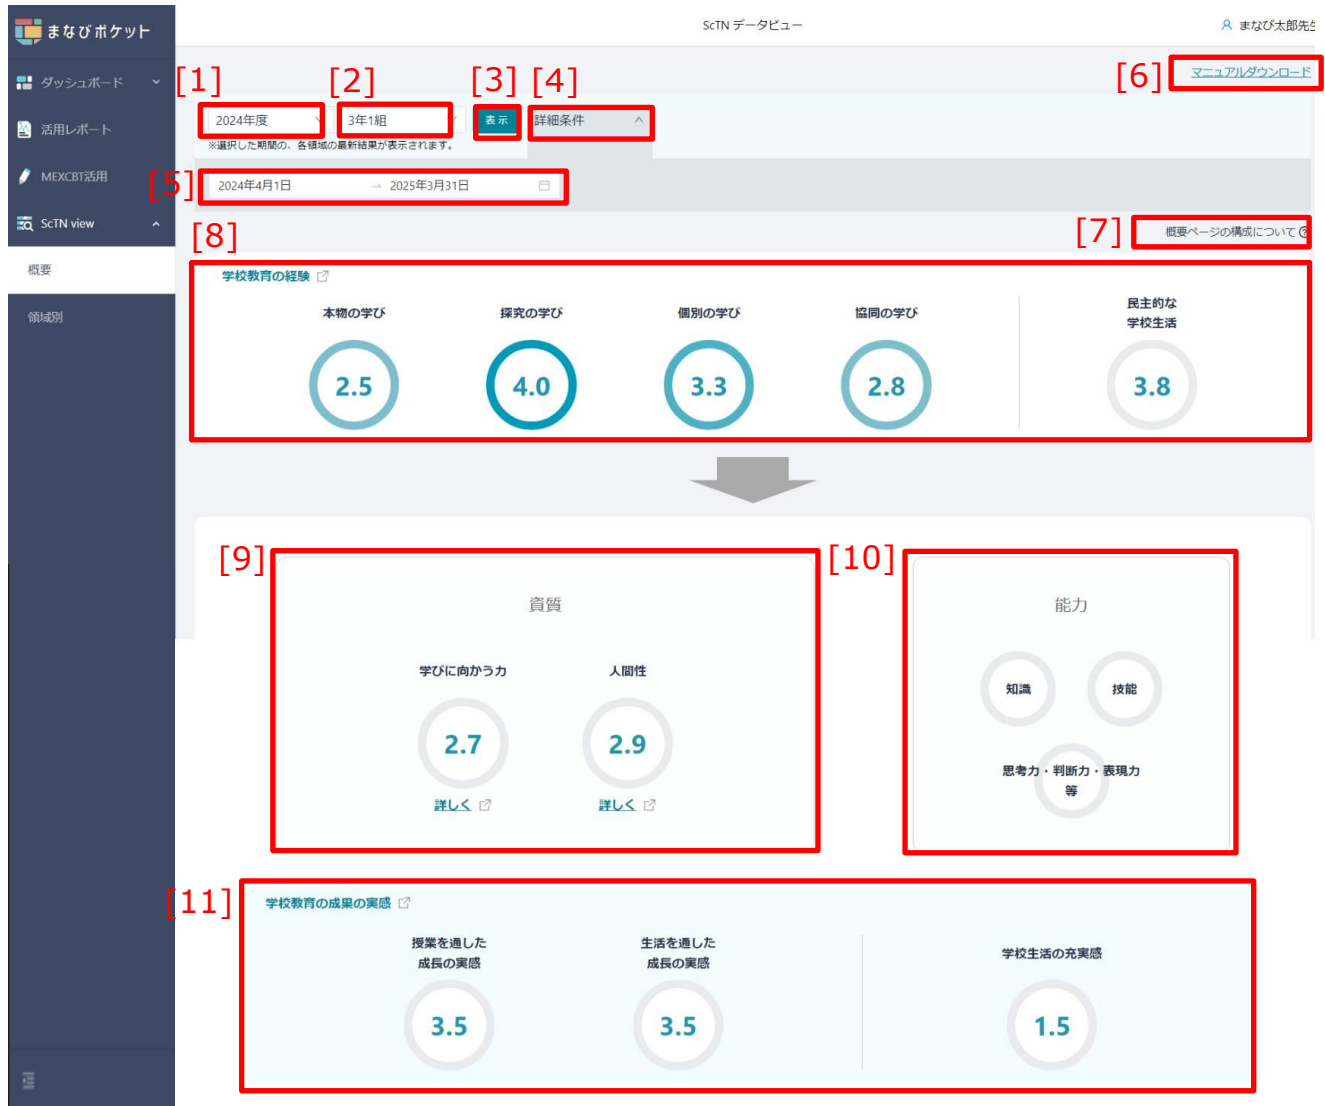 まなびポケット
ScTN データビュー
まなび太郎先生
ダッシュボード
活用レポート
MEXCBT活用
ScTN view
概要
領域別
[1]
[2]
[3]
[4]
[6]
マニュアルダウンロード
2024年度
3年1組
表示
詳細条件
※選択した期間の、各領域の最新結果が表示されます。
[5]
2024年4月1日 → 2025年3月31日
[7]
概要ページの構成について
[8]
学校教育の経験
本物の学び
探究の学び
個別の学び
協同の学び
民主的な
学校生活
2.5
4.0
3.3
2.8
3.8
[9]
資質
学びに向かう力
人間性
2.7
2.9
詳しく
詳しく
[10]
能力
知識
技能
思考力・判断力・表現力
等
[11]
学校教育の成果の実感
授業を通した
成長の実感
生活を通した
成長の実感
学校生活の充実感
3.5
3.5
1.5